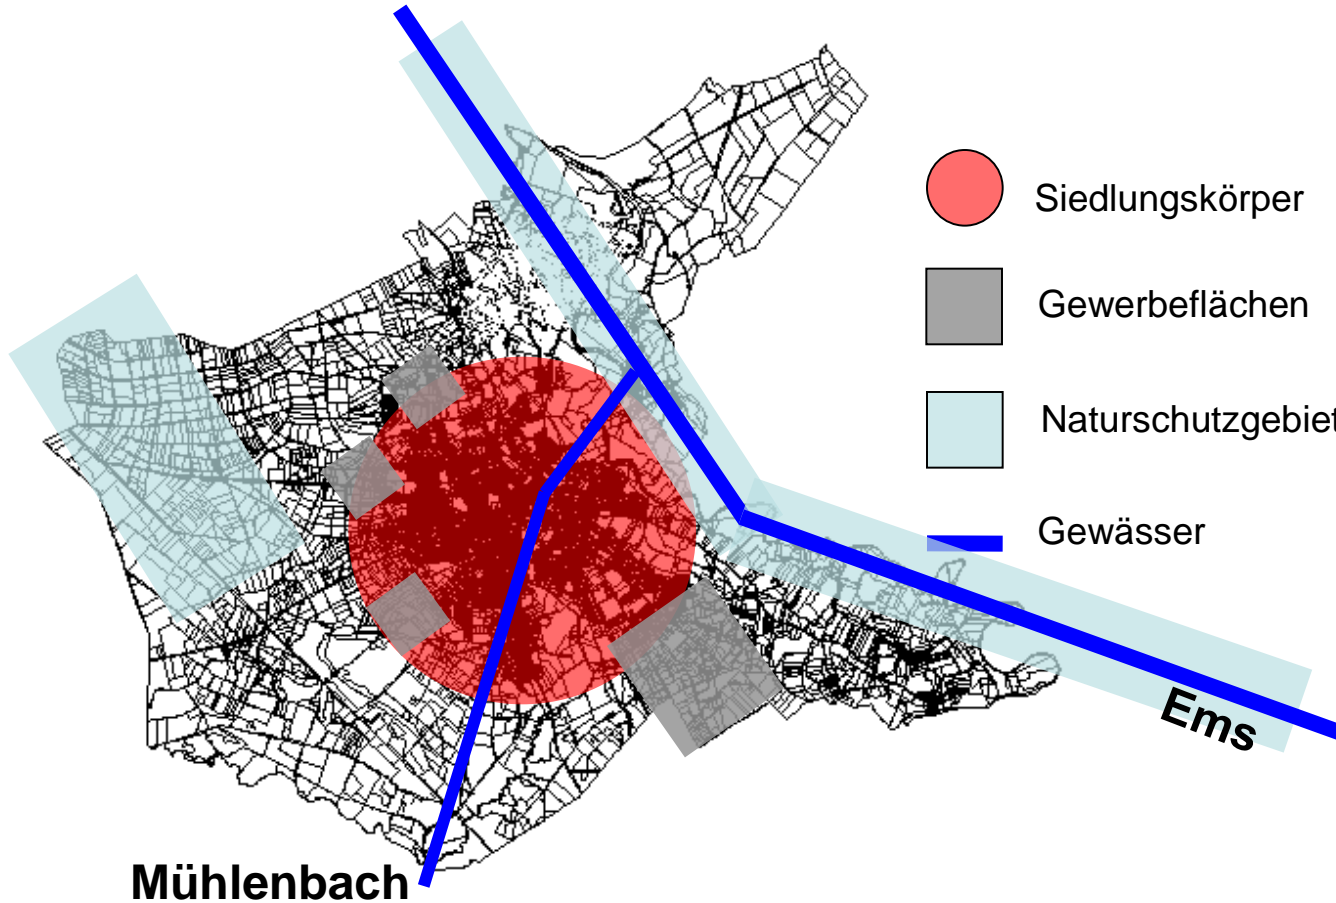 Siedlungskörper
Gewerbeflächen
Naturschutzgebiet
Gewässer
Ems
Mühlenbach